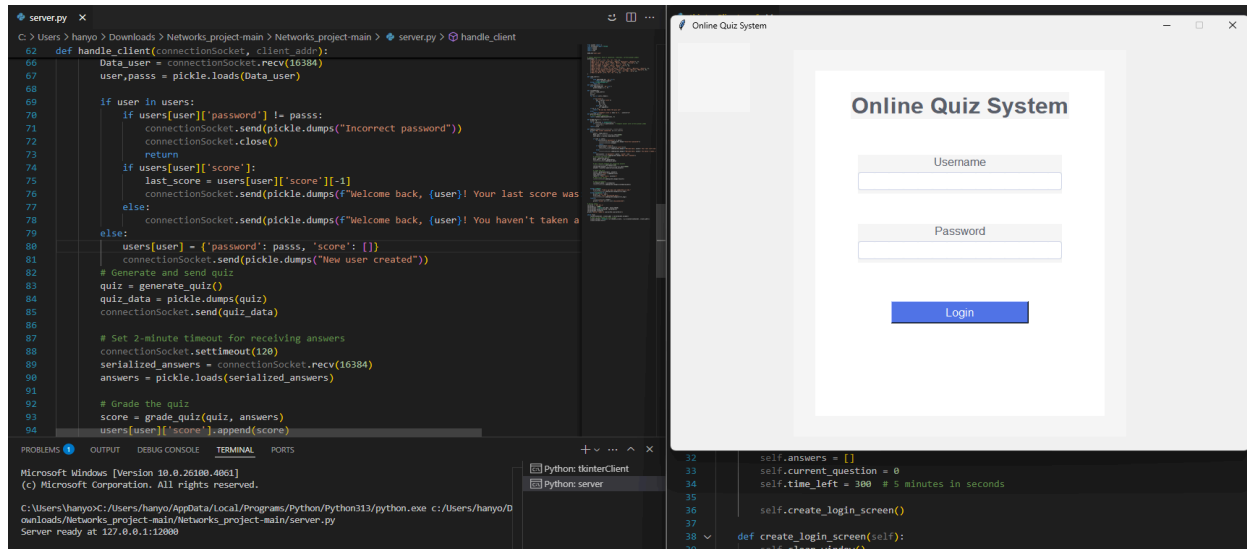 server.py
C: > Users > hanyo > Downloads > Networks_project-main > Networks_project-main > server.py > handle_client
62 def handle_client(connectionSocket, client_addr):
66 Data_user = connectionSocket.recv(16384)
67 user,passs = pickle.loads(Data_user)
68
69 if user in users:
70 if users[user]['password'] != passs:
71 connectionSocket.send(pickle.dumps("Incorrect password"))
72 connectionSocket.close()
73 return
74 if users[user]['score']:
75 last_score = users[user]['score'][-1]
76 connectionSocket.send(pickle.dumps(f"Welcome back, {user}! Your last score was
77 else:
78 connectionSocket.send(pickle.dumps(f"Welcome back, {user}! You haven't taken a
79 else:
80 users[user] = {'password': passs, 'score': []}
81 connectionSocket.send(pickle.dumps("New user created"))
82 # Generate and send quiz
83 quiz = generate_quiz()
84 quiz_data = pickle.dumps(quiz)
85 connectionSocket.send(quiz_data)
86
87 # Set 2-minute timeout for receiving answers
88 connectionSocket.settimeout(120)
89 serialized_answers = connectionSocket.recv(16384)
90 answers = pickle.loads(serialized_answers)
91
92 # Grade the quiz
93 score = grade_quiz(quiz, answers)
94 users[user]['score'].append(score)
PROBLEMS 1 OUTPUT DEBUG CONSOLE TERMINAL PORTS
Microsoft Windows [Version 10.0.26100.4061]
(c) Microsoft Corporation. All rights reserved.
C:\Users\hanyo>C:/Users/hanyo/AppData/Local/Programs/Python/Python313/python.exe c:/Users/hanyo/D
ownloads/Networks_project-main/Networks_project-main/server.py
Server ready at 127.0.0.1:12000
Python: tkinterClient
Python: server
Online Quiz System
Online Quiz System
Username
Password
Login
32 self.answers = []
33 self.current_question = 0
34 self.time_left = 300 # 5 minutes in seconds
35
36 self.create_login_screen()
37
38 def create_login_screen(self):